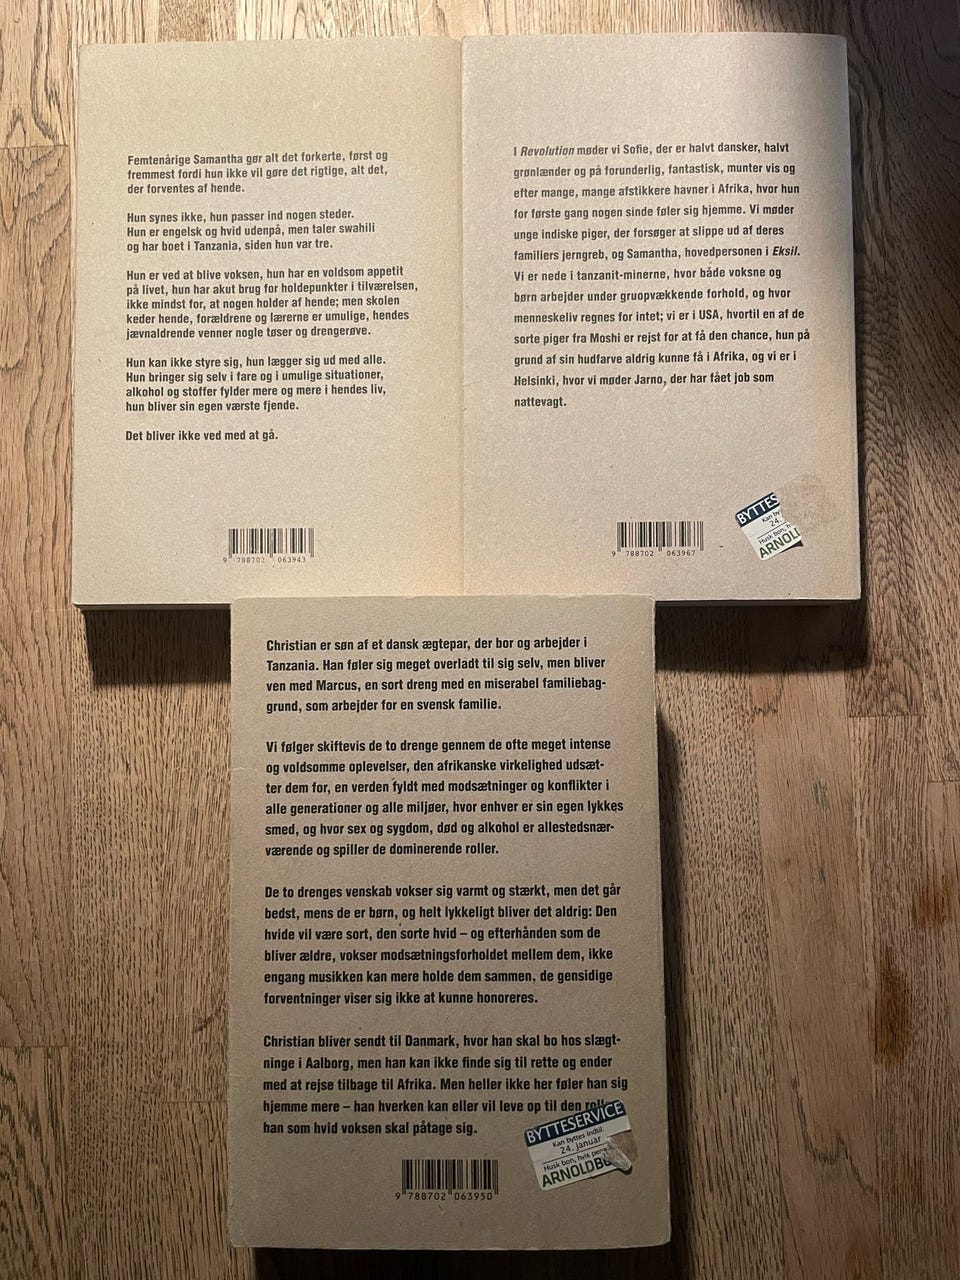 Femtenårige Samantha gør alt det forkerte, først og
fremmest fordi hun ikke vil gøre det rigtige, alt det,
der forventes af hende.
Hun synes ikke, hun passer ind nogen steder.
Hun er engelsk og hvid udenpå, men taler swahili
og har boet i Tanzania, siden hun var tre.
Hun er ved at blive voksen, hun har en voldsom appetit
på livet, hun har akut brug for holdepunkter i tilværelsen,
ikke mindst for, at nogen holder af hende; men skolen
keder hende, forældrene og lærerne er umulige, hendes
jævnaldrende venner nogle tøser og drengerøve.
Hun kan ikke styre sig, hun lægger sig ud med alle.
Hun bringer sig selv i fare og i umulige situationer,
alkohol og stoffer fylder mere og mere i hendes liv,
hun bliver sin egen værste fjende.
Det bliver ikke ved med at gå.
9 788702 063943
I Revolution møder vi Sofie, der er halvt dansker, halvt
grønlænder og på forunderlig, fantastisk, munter vis og
efter mange, mange afstikkere havner i Afrika, hvor hun
for første gang nogen sinde føler sig hjemme. Vi møder
unge indiske piger, der forsøger at slippe ud af deres
familiers jerngreb, og Samantha, hovedpersonen i Eksil.
Vi er nede i tanzanit-minerne, hvor både voksne og
børn arbejder under gruopvækkende forhold, og hvor
menneskeliv regnes for intet; vi er i USA, hvortil en af de
sorte piger fra Moshi er rejst for at få den chance, hun på
grund af sin hudfarve aldrig kunne få i Afrika, og vi er i
Helsinki, hvor vi møder Jarno, der har fået job som
nattevagt.
9 788702 063967
BYTTES
Kan by
24.
Husk bon, h
ARNOL
Christian er søn af et dansk ægtepar, der bor og arbejder i
Tanzania. Han føler sig meget overladt til sig selv, men bliver
ven med Marcus, en sort dreng med en miserabel familiebag-
grund, som arbejder for en svensk familie.
Vi følger skiftevis de to drenge gennem de ofte meget intense
og voldsomme oplevelser, den afrikanske virkelighed udsæt-
ter dem for, en verden fyldt med modsætninger og konflikter i
alle generationer og alle miljøer, hvor enhver er sin egen lykkes
smed, og hvor sex og sygdom, død og alkohol er allestedsnær-
værende og spiller de dominerende roller.
De to drenges venskab vokser sig varmt og stærkt, men det går
bedst, mens de er børn, og helt lykkeligt bliver det aldrig: Den
hvide vil være sort, den sorte hvid – og efterhånden som de
bliver ældre, vokser modsætningsforholdet mellem dem, ikke
engang musikken kan mere holde dem sammen, de gensidige
forventninger viser sig ikke at kunne honoreres.
Christian bliver sendt til Danmark, hvor han skal bo hos slægt-
ninge i Aalborg, men han kan ikke finde sig til rette og ender
med at rejse tilbage til Afrika. Men heller ikke her føler han sig
hjemme mere – han hverken kan eller vil leve op til den
han som hvid voksen skal påtage sig.
9 788702 063950
BYTTESERVICE
Kan byttes indtil:
24. januar
Husk bon, hvis
ARNOLDB